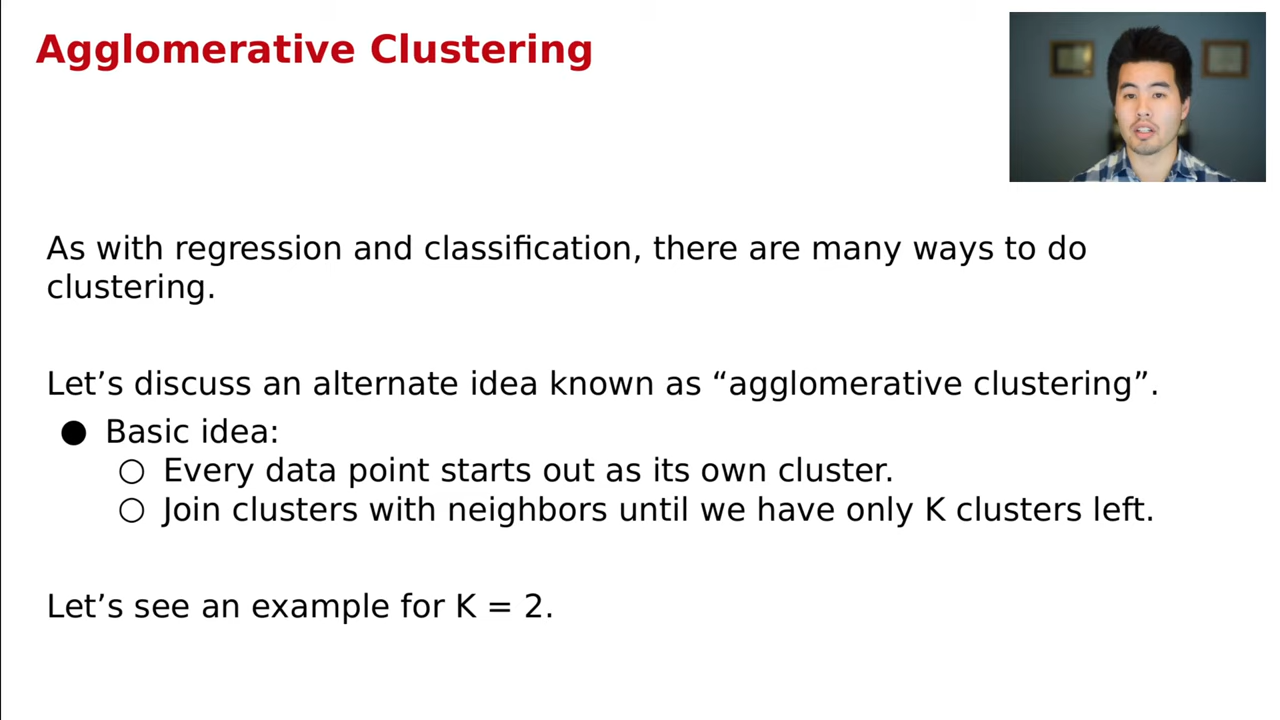 Agglomerative Clustering
As with regression and classification, there are many ways to do
clustering.
Let’s discuss an alternate idea known as “agglomerative clustering”.
● Basic idea:
○ Every data point starts out as its own cluster.
○ Join clusters with neighbors until we have only K clusters left.
Let’s see an example for K = 2.